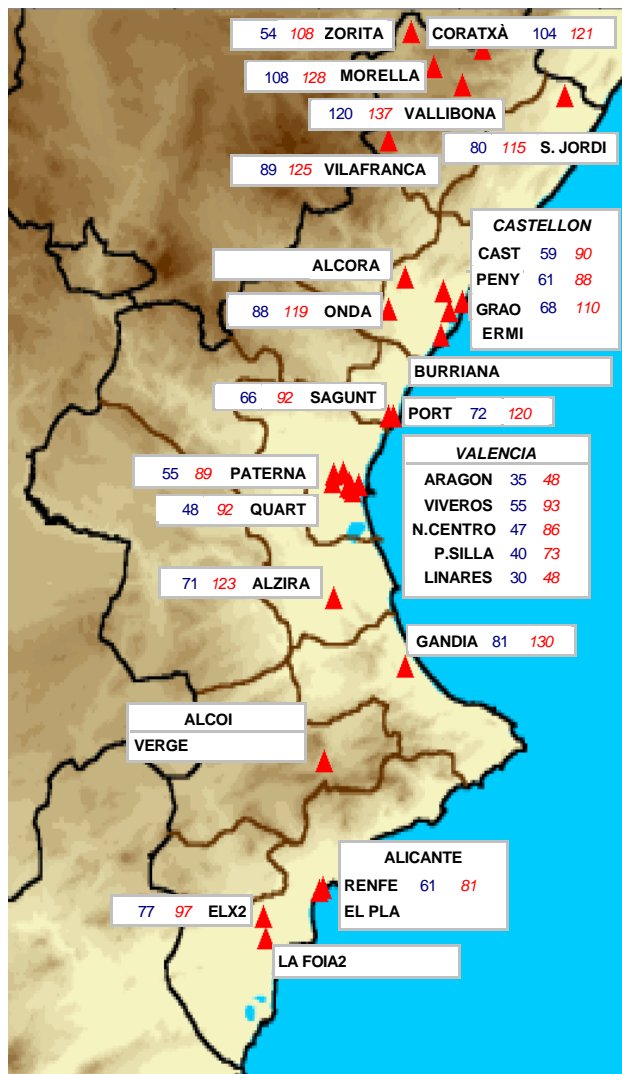 54 108 ZORITA
CORATXÀ 104 121
108 128 MORELLA
120 137 VALLIBONA
80 115 S. JORDI
89 125 VILAFRANCA
CASTELLON
CAST 59 90
PENY 61 88
GRAO 68 110
ERMI
ALCORA
88 119 ONDA
BURRIANA
66 92 SAGUNT
PORT 72 120
VALENCIA
ARAGON 35 48
VIVEROS 55 93
N.CENTRO 47 86
P.SILLA 40 73
LINARES 30 48
55 89 PATERNA
48 92 QUART
71 123 ALZIRA
GANDIA 81 130
ALCOI
VERGE
ALICANTE
RENFE 61 81
EL PLA
77 97 ELX2
LA FOIA2